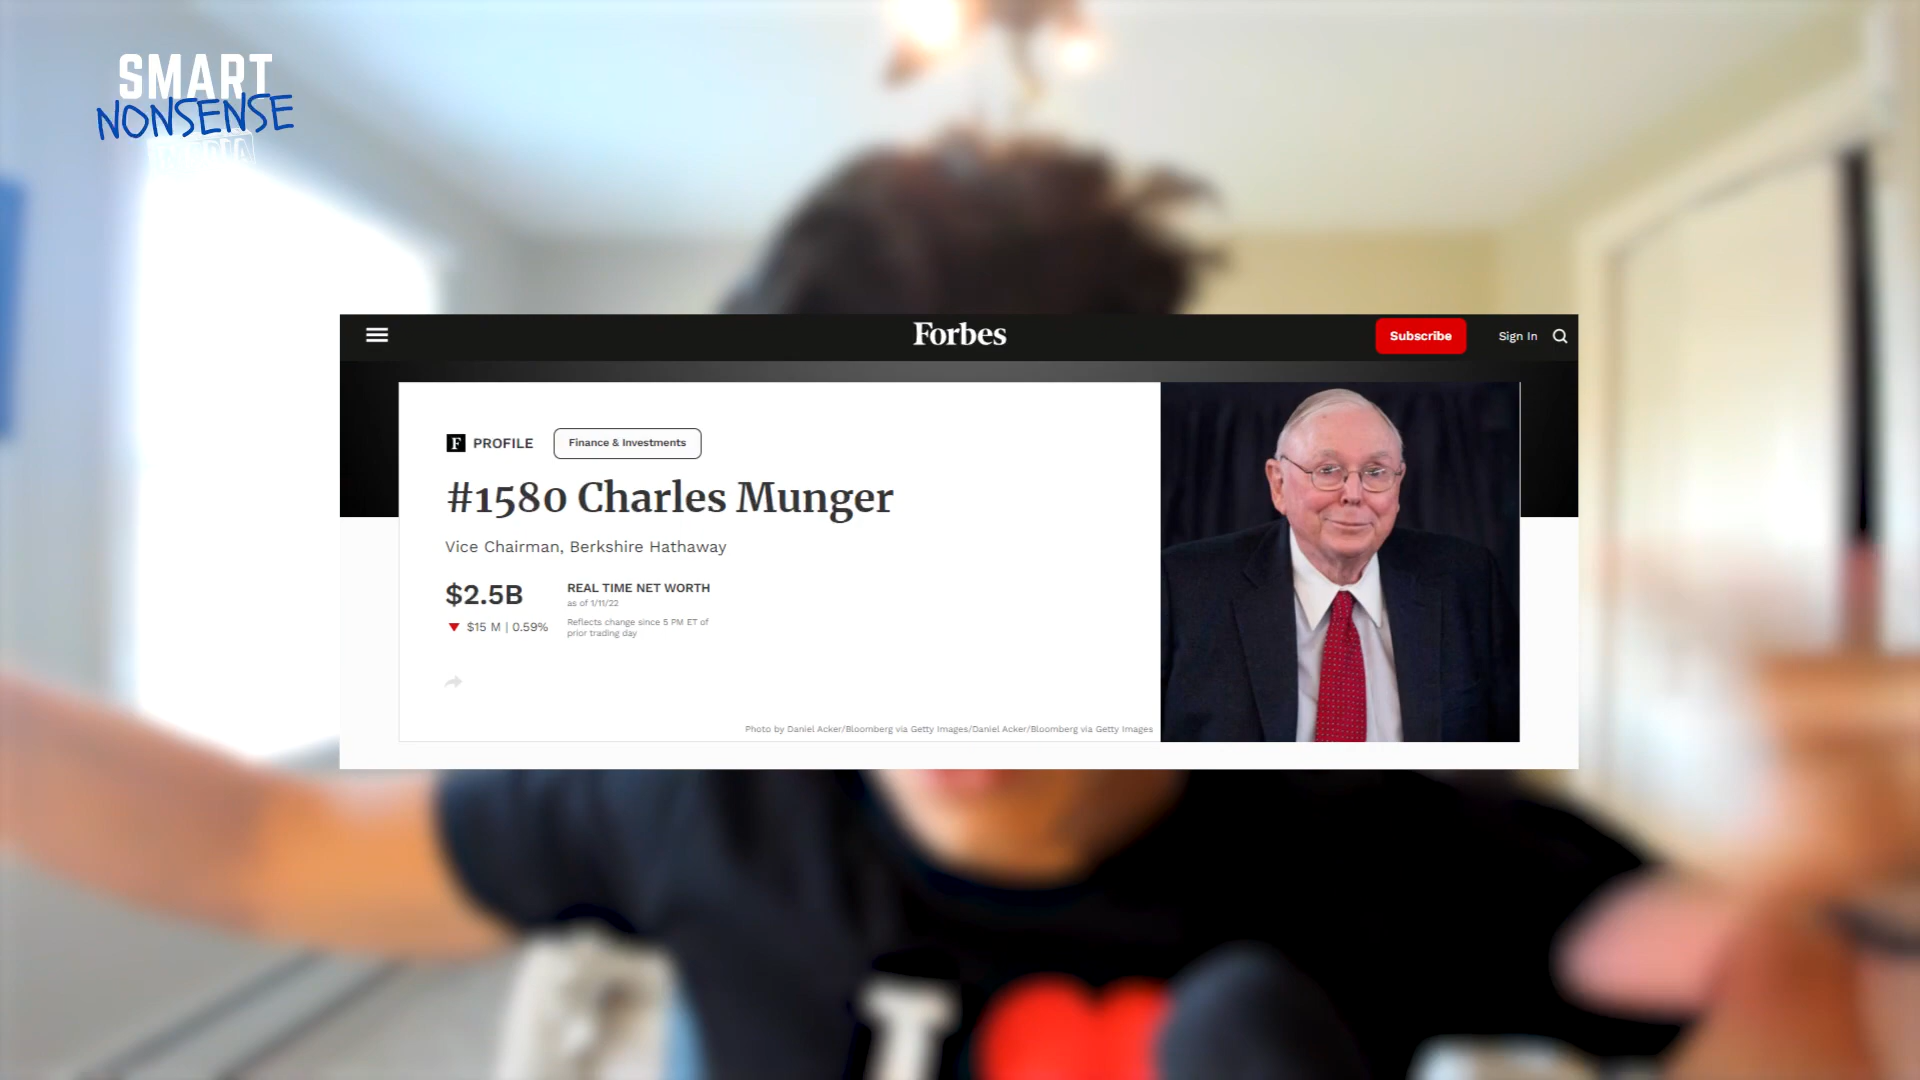 SMART
NONSENSE
Forbes
Subscribe
Sign In
F PROFILE
Finance & Investments
#1580 Charles Munger
Vice Chairman, Berkshire Hathaway
$2.5B
REAL TIME NET WORTH
as of 1/11/22
$15 M | 0.59%
Reflects change since 5 PM ET of
prior trading day
Photo by Daniel Acker/Bloomberg via Getty Images/Daniel Acker/Bloomberg via Getty Images
I